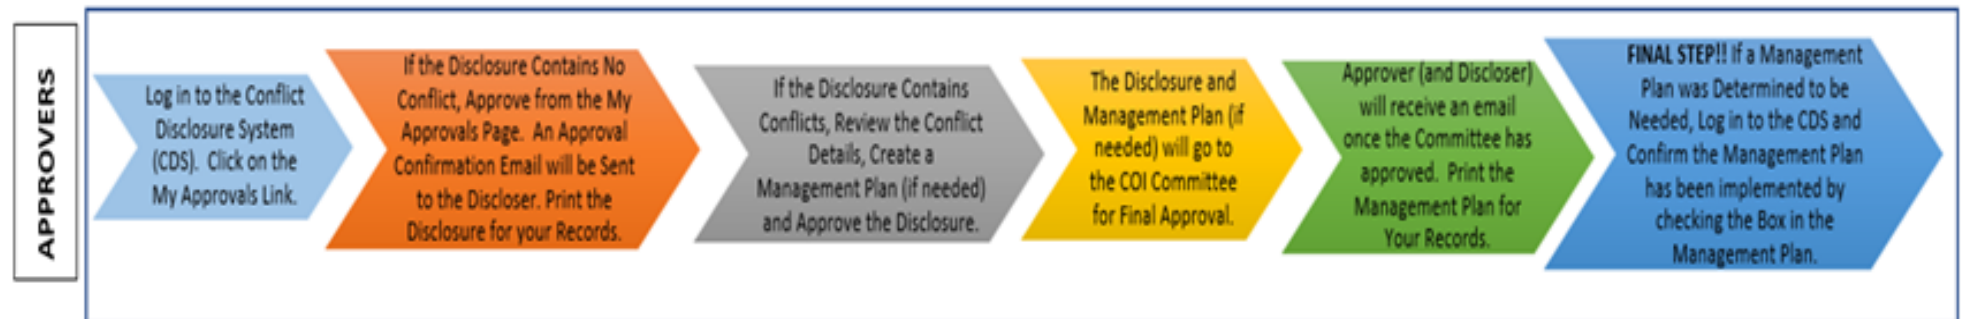 APPROVERS
Log in to the Conflict
Disclosure System
(CDS). Click on the
My Approvals Link.
If the Disclosure Contains No
Conflict, Approve from the My
Approvals Page. An Approval
Confirmation Email will be Sent
to the Discloser. Print the
Disclosure for your Records.
If the Disclosure Contains
Conflicts, Review the Conflict
Details, Create a
Management Plan (if needed)
and Approve the Disclosure.
The Disclosure and
Management Plan (if
needed) will go to
the COI Committee
for Final Approval.
Approver (and Discloser)
will receive an email
once the Committee has
approved. Print the
Management Plan for
Your Records.
FINAL STEP!! If a Management
Plan was Determined to be
Needed, Log in to the CDS and
Confirm the Management Plan
has been implemented by
checking the Box in the
Management Plan.